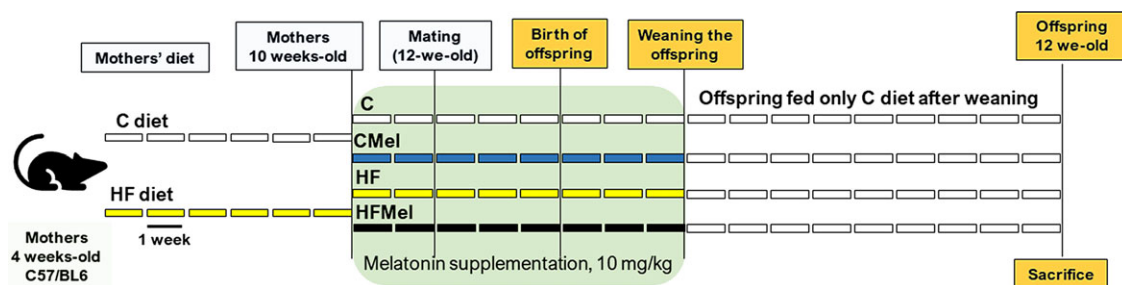 Mothers' diet
Mothers
10 weeks-old
Mating
(12-we-old)
Birth of
offspring
Weaning the
offspring
Offspring
12 we-old
C diet
HF diet
1 week
Mothers
4 weeks-old
C57/BL6
C
CMel
HF
HFMel
Melatonin supplementation, 10 mg/kg
Offspring fed only C diet after weaning
Sacrifice